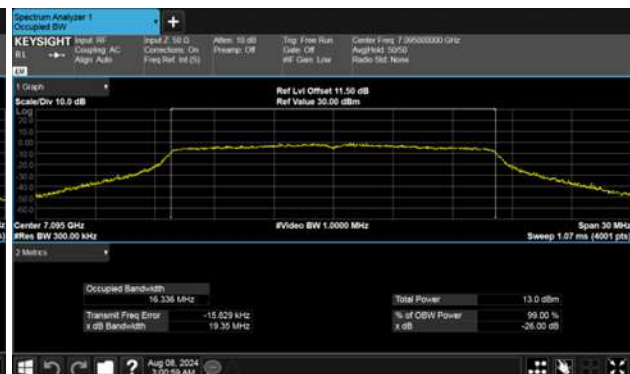 Spectrum Analyzer 1
Occupied BW
+
KEYSIGHT
Input: RF
Input Z: 50 Ω
Atten: 10 dB
Trig: Free Run
Center Freq: 7.095000000 GHz
RL
Coupling: AC
Corrections: On
Preamp: Off
Gate: Off
Avg|Hold: 50/50
Align: Auto
Freq Ref: Int (S)
#IF Gain: Low
Radio Std: None
1 Graph
Ref Lvl Offset 11.50 dB
Scale/Div 10.0 dB
Ref Value 30.00 dBm
Log
20.0
10.0
0.00
-10.0
-20.0
-30.0
-40.0
-50.0
-60.0
Center 7.095 GHz
#Video BW 1.0000 MHz
Span 30 MHz
#Res BW 300.00 kHz
Sweep 1.07 ms (4001 pts)
2 Metrics
Occupied Bandwidth
16.336 MHz
Total Power
13.0 dBm
Transmit Freq Error
-15.829 kHz
% of OBW Power
99.00 %
x dB Bandwidth
19.35 MHz
x dB
-26.00 dB
?
Aug 08, 2024
3:00:59 AM